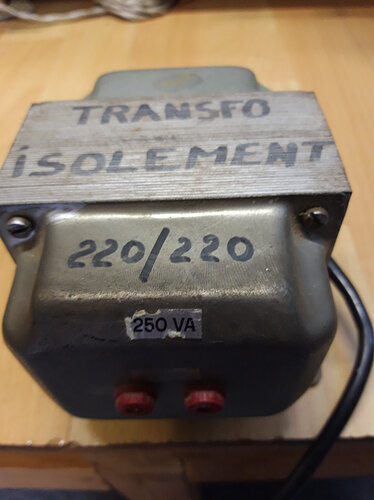 TRANSFO
iSOLEMENT
220/220
250 VA